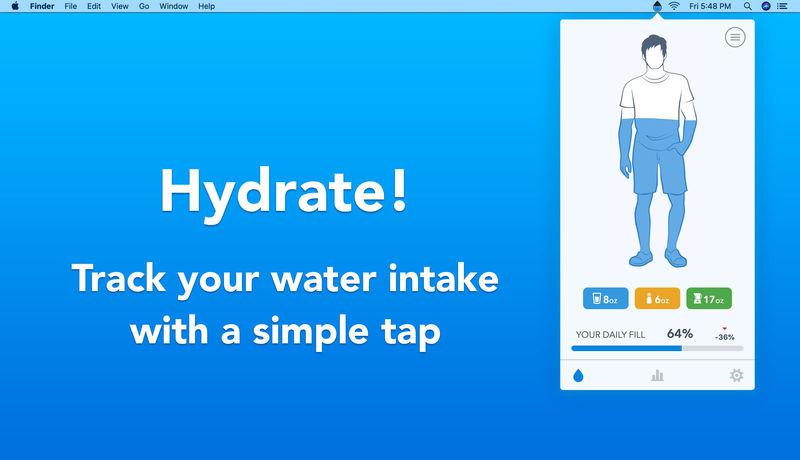 Finder File Edit View Go Window Help Fri 5:48 PM
Hydrate!
Track your water intake
with a simple tap
8oz 6oz 17oz
YOUR DAILY FILL 64% -36%